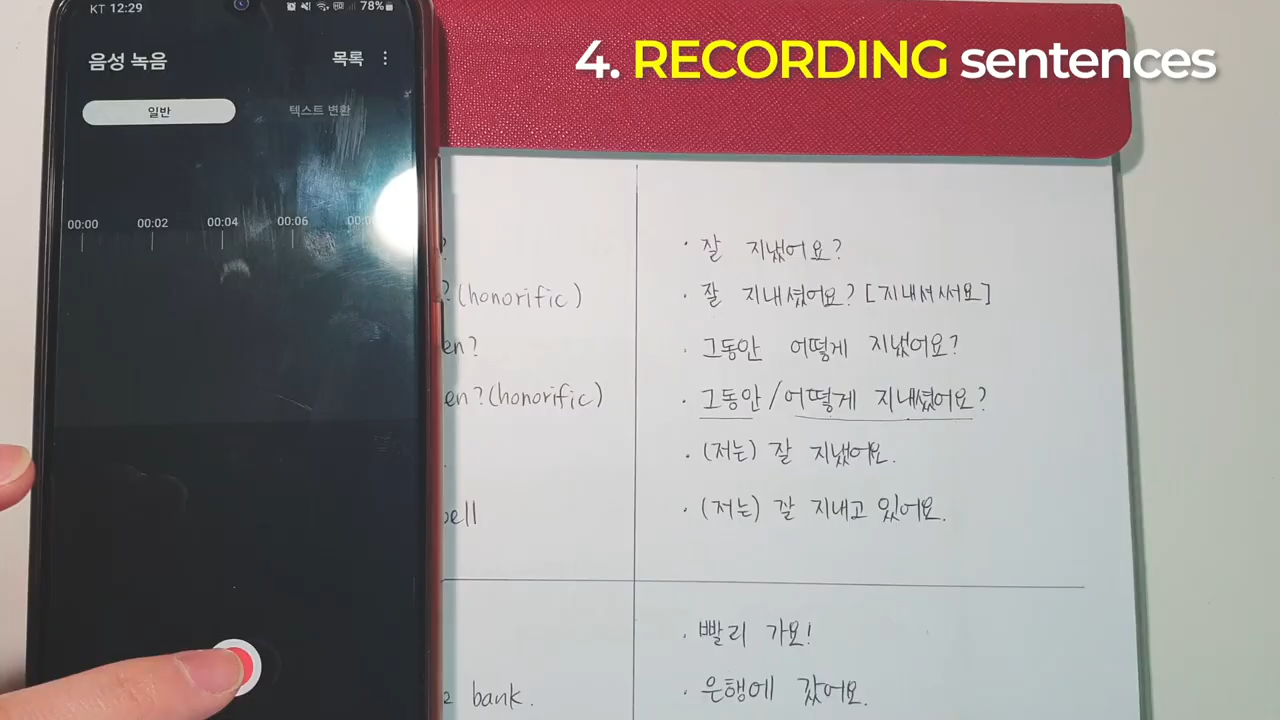 KT 12:29
78%
4. RECORDING sentences
음성 녹음 목록
일반 텍스트 변환
00:00 00:02 00:04 00:06
· 잘 지냈어요?
?(honorific) · 잘 지내셨어요? [지내셔써요]
en? · 그동안 어떻게 지냈어요?
en?(honorific) · 그동안/어떻게 지내셨어요?
· (저는) 잘 지냈어요.
well · (저는) 잘 지내고 있어요.
· 빨리 가요!
bank. · 은행에 갔어요.